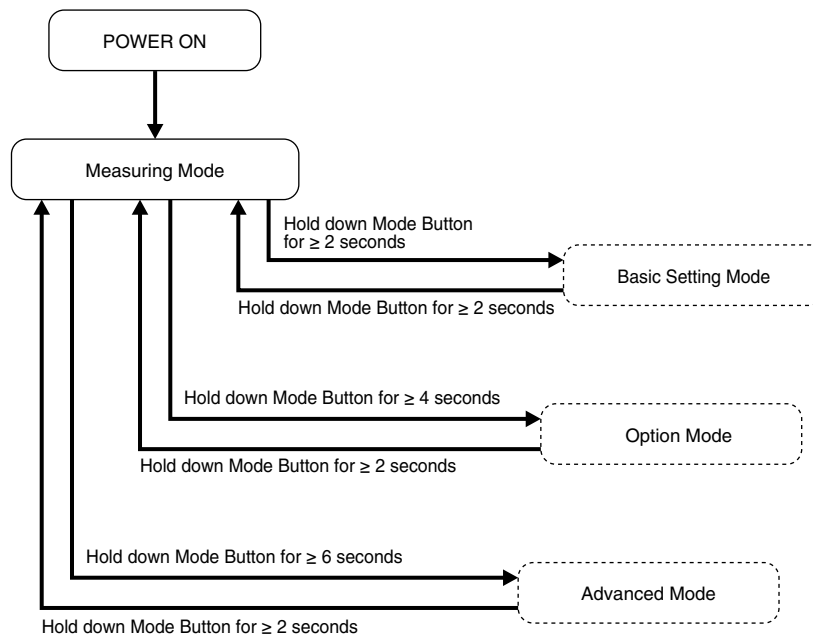 POWER ON
Measuring Mode
Hold down Mode Button
for ≥ 2 seconds
Basic Setting Mode
Hold down Mode Button for ≥ 2 seconds
Hold down Mode Button for ≥ 4 seconds
Option Mode
Hold down Mode Button for ≥ 2 seconds
Hold down Mode Button for ≥ 6 seconds
Advanced Mode
Hold down Mode Button for ≥ 2 seconds